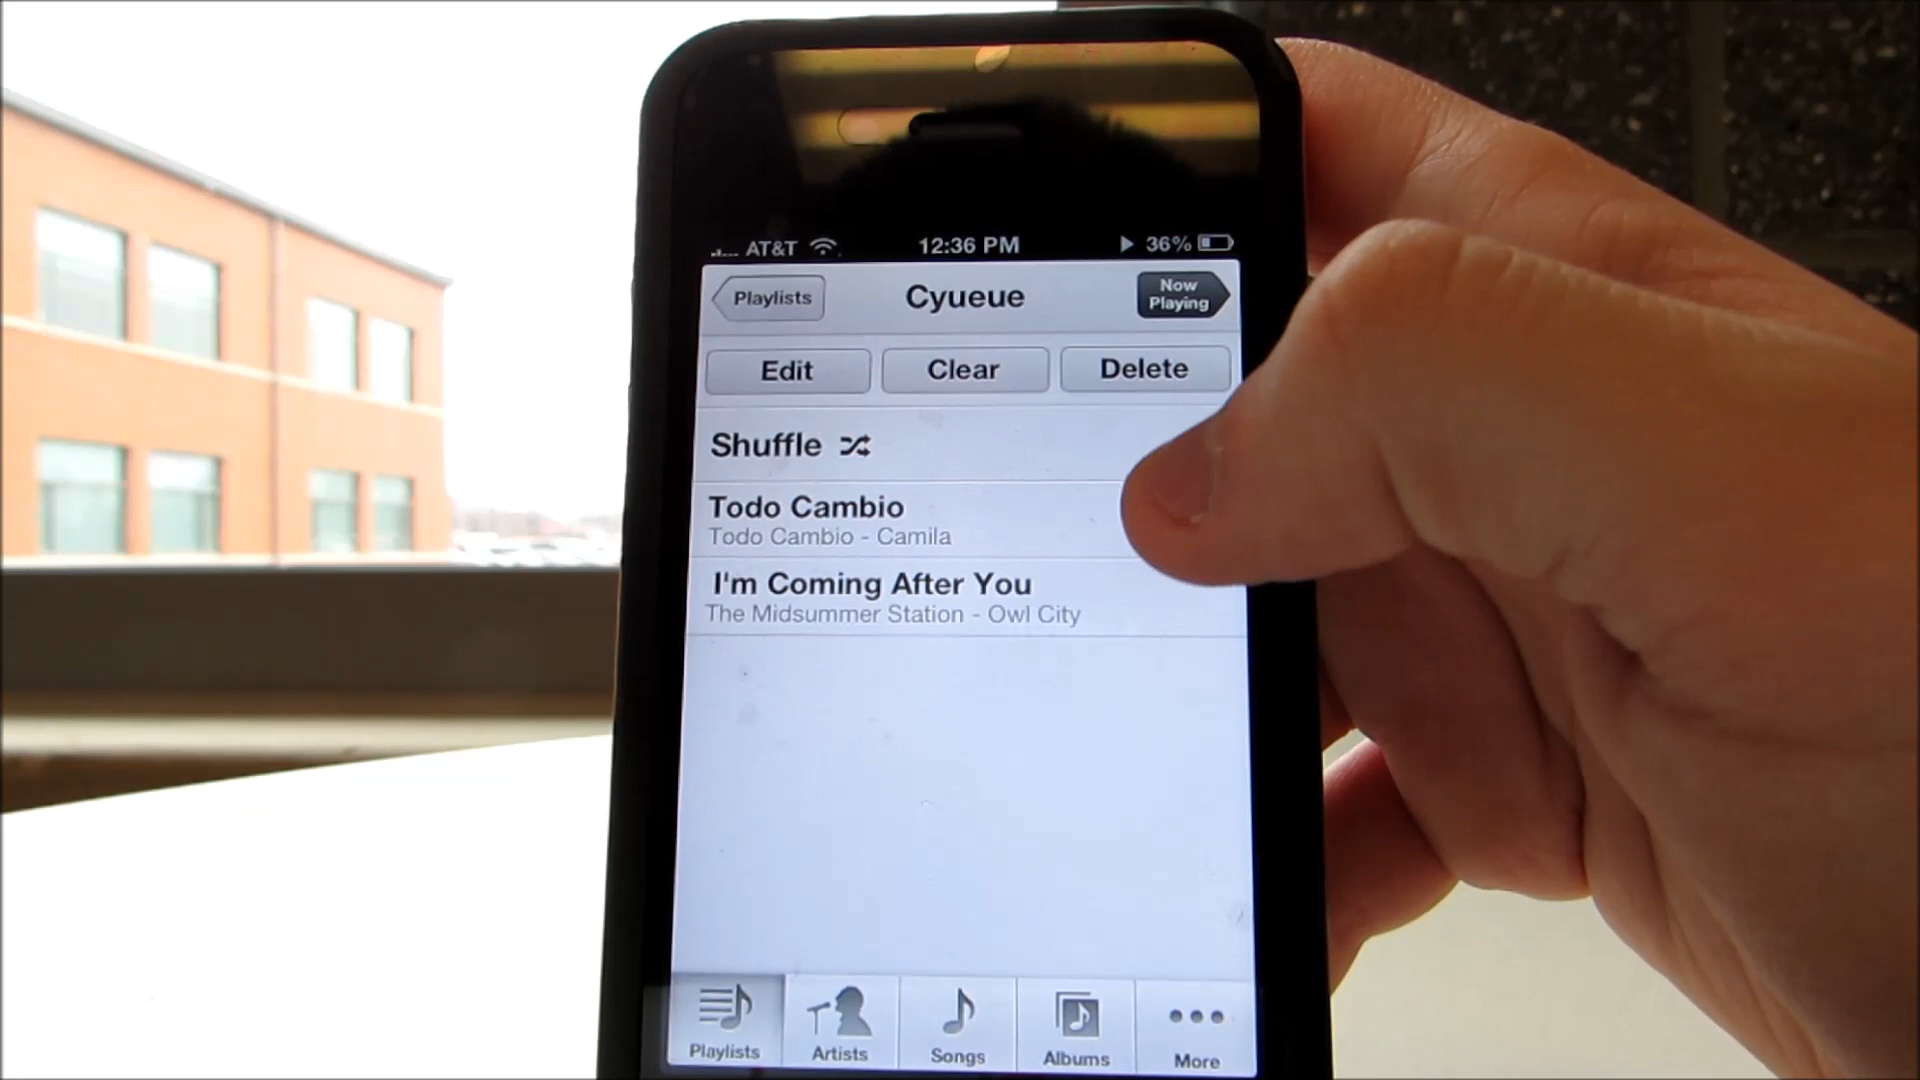 AT&T 12:36 PM 36%
Playlists Cyueue Now Playing
Edit Clear Delete
Shuffle
Todo Cambio
Todo Cambio - Camila
I'm Coming After You
The Midsummer Station - Owl City
Playlists Artists Songs Albums More